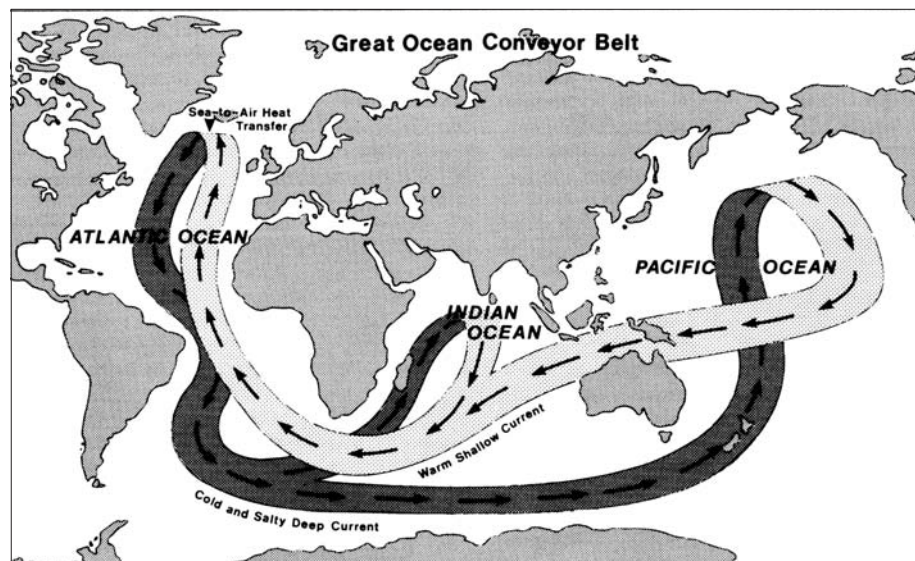 Great Ocean Conveyor Belt
Sea-to-Air Heat
Transfer
ATLANTIC OCEAN
PACIFIC OCEAN
INDIAN
OCEAN
Warm Shallow Current
Cold and Salty Deep Current